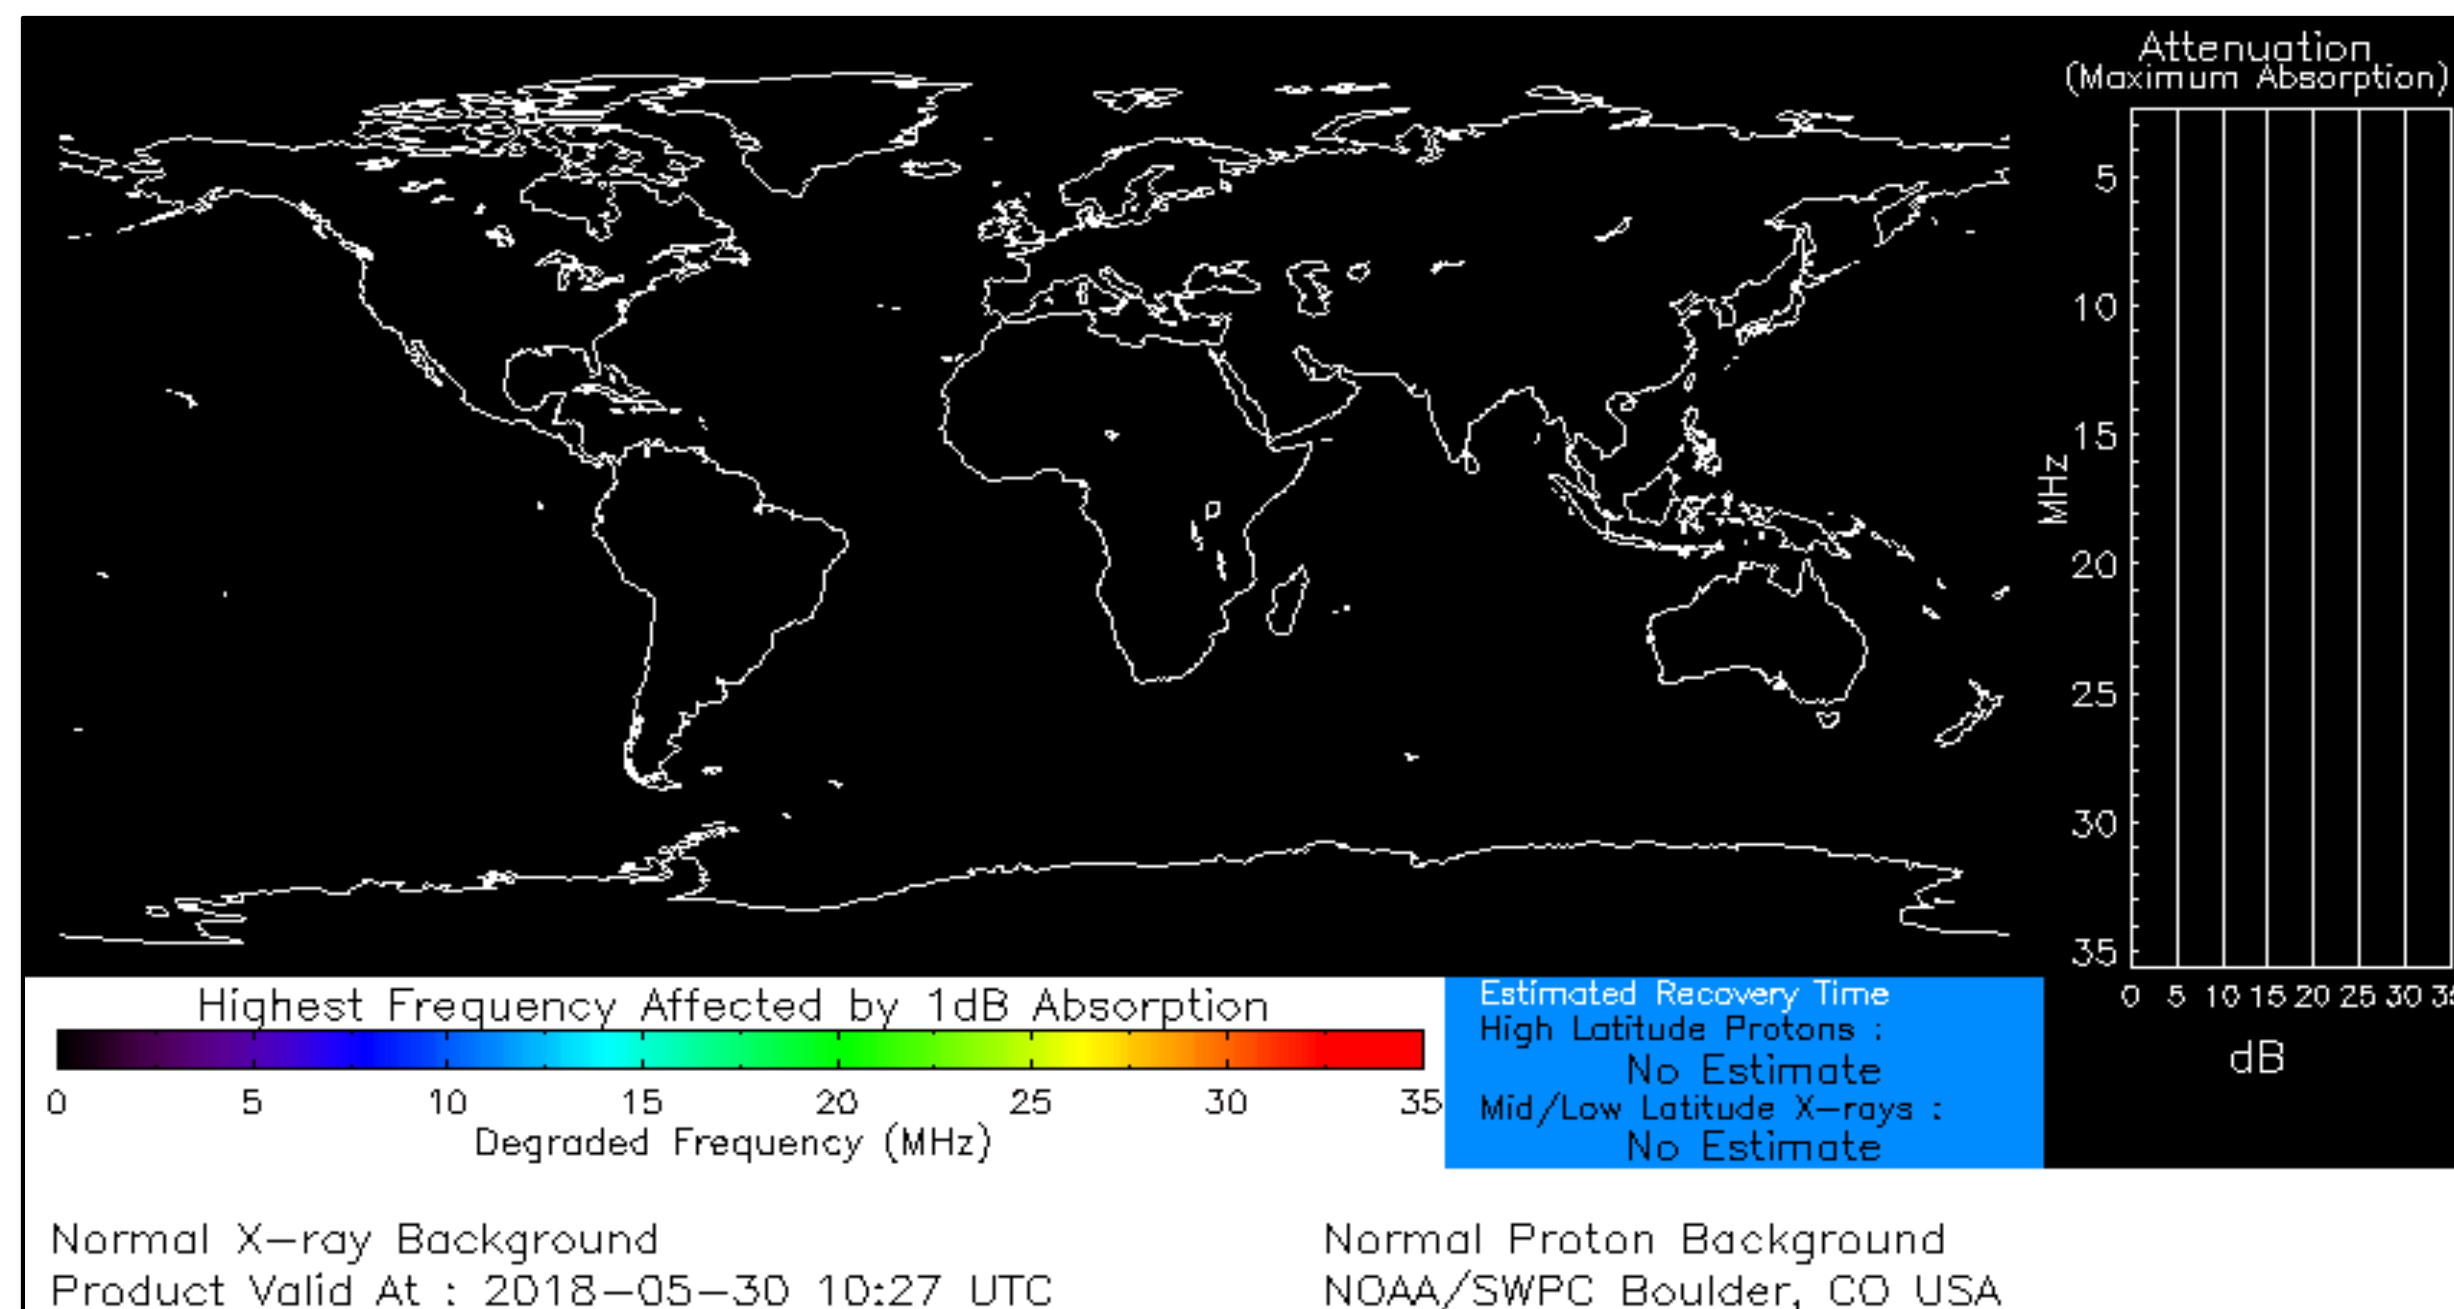 Attenuation
(Maximum Absorption)
5
10
15
20
25
30
35
MHz
0 5 10 15 20 25 30
dB
Highest Frequency Affected by 1dB Absorption
0 5 10 15 20 25 30 35
Degraded Frequency (MHz)
Estimated Recovery Time
High Latitude Protons :
No Estimate
Mid/Low Latitude X-rays :
No Estimate
Normal X-ray Background
Product Valid At : 2018-05-30 10:27 UTC
Normal Proton Background
NOAA/SWPC Boulder, CO USA